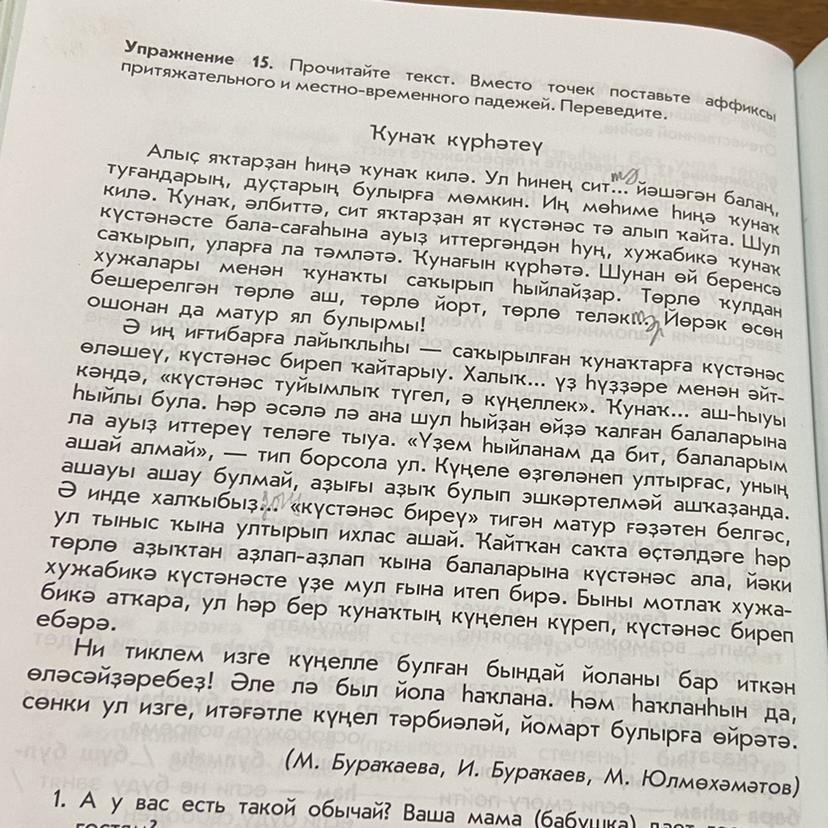 Упражнение 15. Прочитайте текст. Вместо точек поставьте аффиксы
притяжательного и местно-временного падежей. Переведите.
Ҡунаҡ күрһәтеү
Алыҫ яҡтарҙан һиңә ҡунаҡ килә. Ул һинең сит... йәшәгән балаң,
туғандарың, дуҫтарың булырға мөмкин. Иң мөһиме һиңә ҡунаҡ
килә. Ҡунаҡ, әлбиттә, сит яҡтарҙан ят күстәнәс тә алып ҡайта. Шул
күстәнәсте бала-сағаһына ауыҙ иттергәндән һуң, хужабикә ҡунаҡ
саҡырып, уларға ла тәмләтә. Ҡунағын күрһәтә. Шунан өй беренсә
хужалары менән ҡунаҡты саҡырып һыйлайҙар. Төрлө ҡулдан
бешерелгән төрлө аш, төрлө йорт, төрлө теләк... Йөрәк өсөн
ошонан да матур ял булырмы!
Ә иң иғтибарға лайыҡлыһы — саҡырылған ҡунаҡтарға күстәнәс
өләшеү, күстәнәс биреп ҡайтарыу. Халыҡ... үҙ һүҙҙәре менән әйт-
кәндә, «күстәнәс туйымлыҡ түгел, ә күңеллек». Ҡунаҡ... аш-һыуы
һыйлы була. Һәр әсәлә лә ана шул һыйҙан өйҙә ҡалған балаларына
ла ауыҙ иттереү теләге тыуа. «Үҙем һыйланам да бит, балаларым
ашай алмай», — тип борсола ул. Күңеле өҙгөләнеп ултырғас, уның
ашауы ашау булмай, аҙығы аҙыҡ булып эшкәртелмәй ашҡаҙанда.
Ә инде халҡыбыҙ... «күстәнәс биреү» тигән матур ғәҙәтен белгәс,
ул тыныс ҡына ултырып ихлас ашай. Ҡайтҡан саҡта өҫтәлдәге һәр
төрлө аҙыҡтан аҙлап-аҙлап ҡына балаларына күстәнәс ала, йәки
хужабикә күстәнәсте үҙе мул ғына итеп бирә. Быны мотлаҡ хужа-
бикә атҡара, ул һәр бер ҡунаҡтың күңелен күреп, күстәнәс биреп
ебәрә.
Ни тиклем изге күңелле булған бындай йоланы бар иткән
өләсәйҙәребеҙ! Әле лә был йола һаҡлана. Һәм һаҡланһын да,
сөнки ул изге, итәғәтле күңел тәрбиәләй, йомарт булырға өйрәтә.
(М. Бураҡаева, И. Бураҡаев, М. Юлмөхәмәтов)
1. А у вас есть такой обычай? Ваша мама (бабушка)